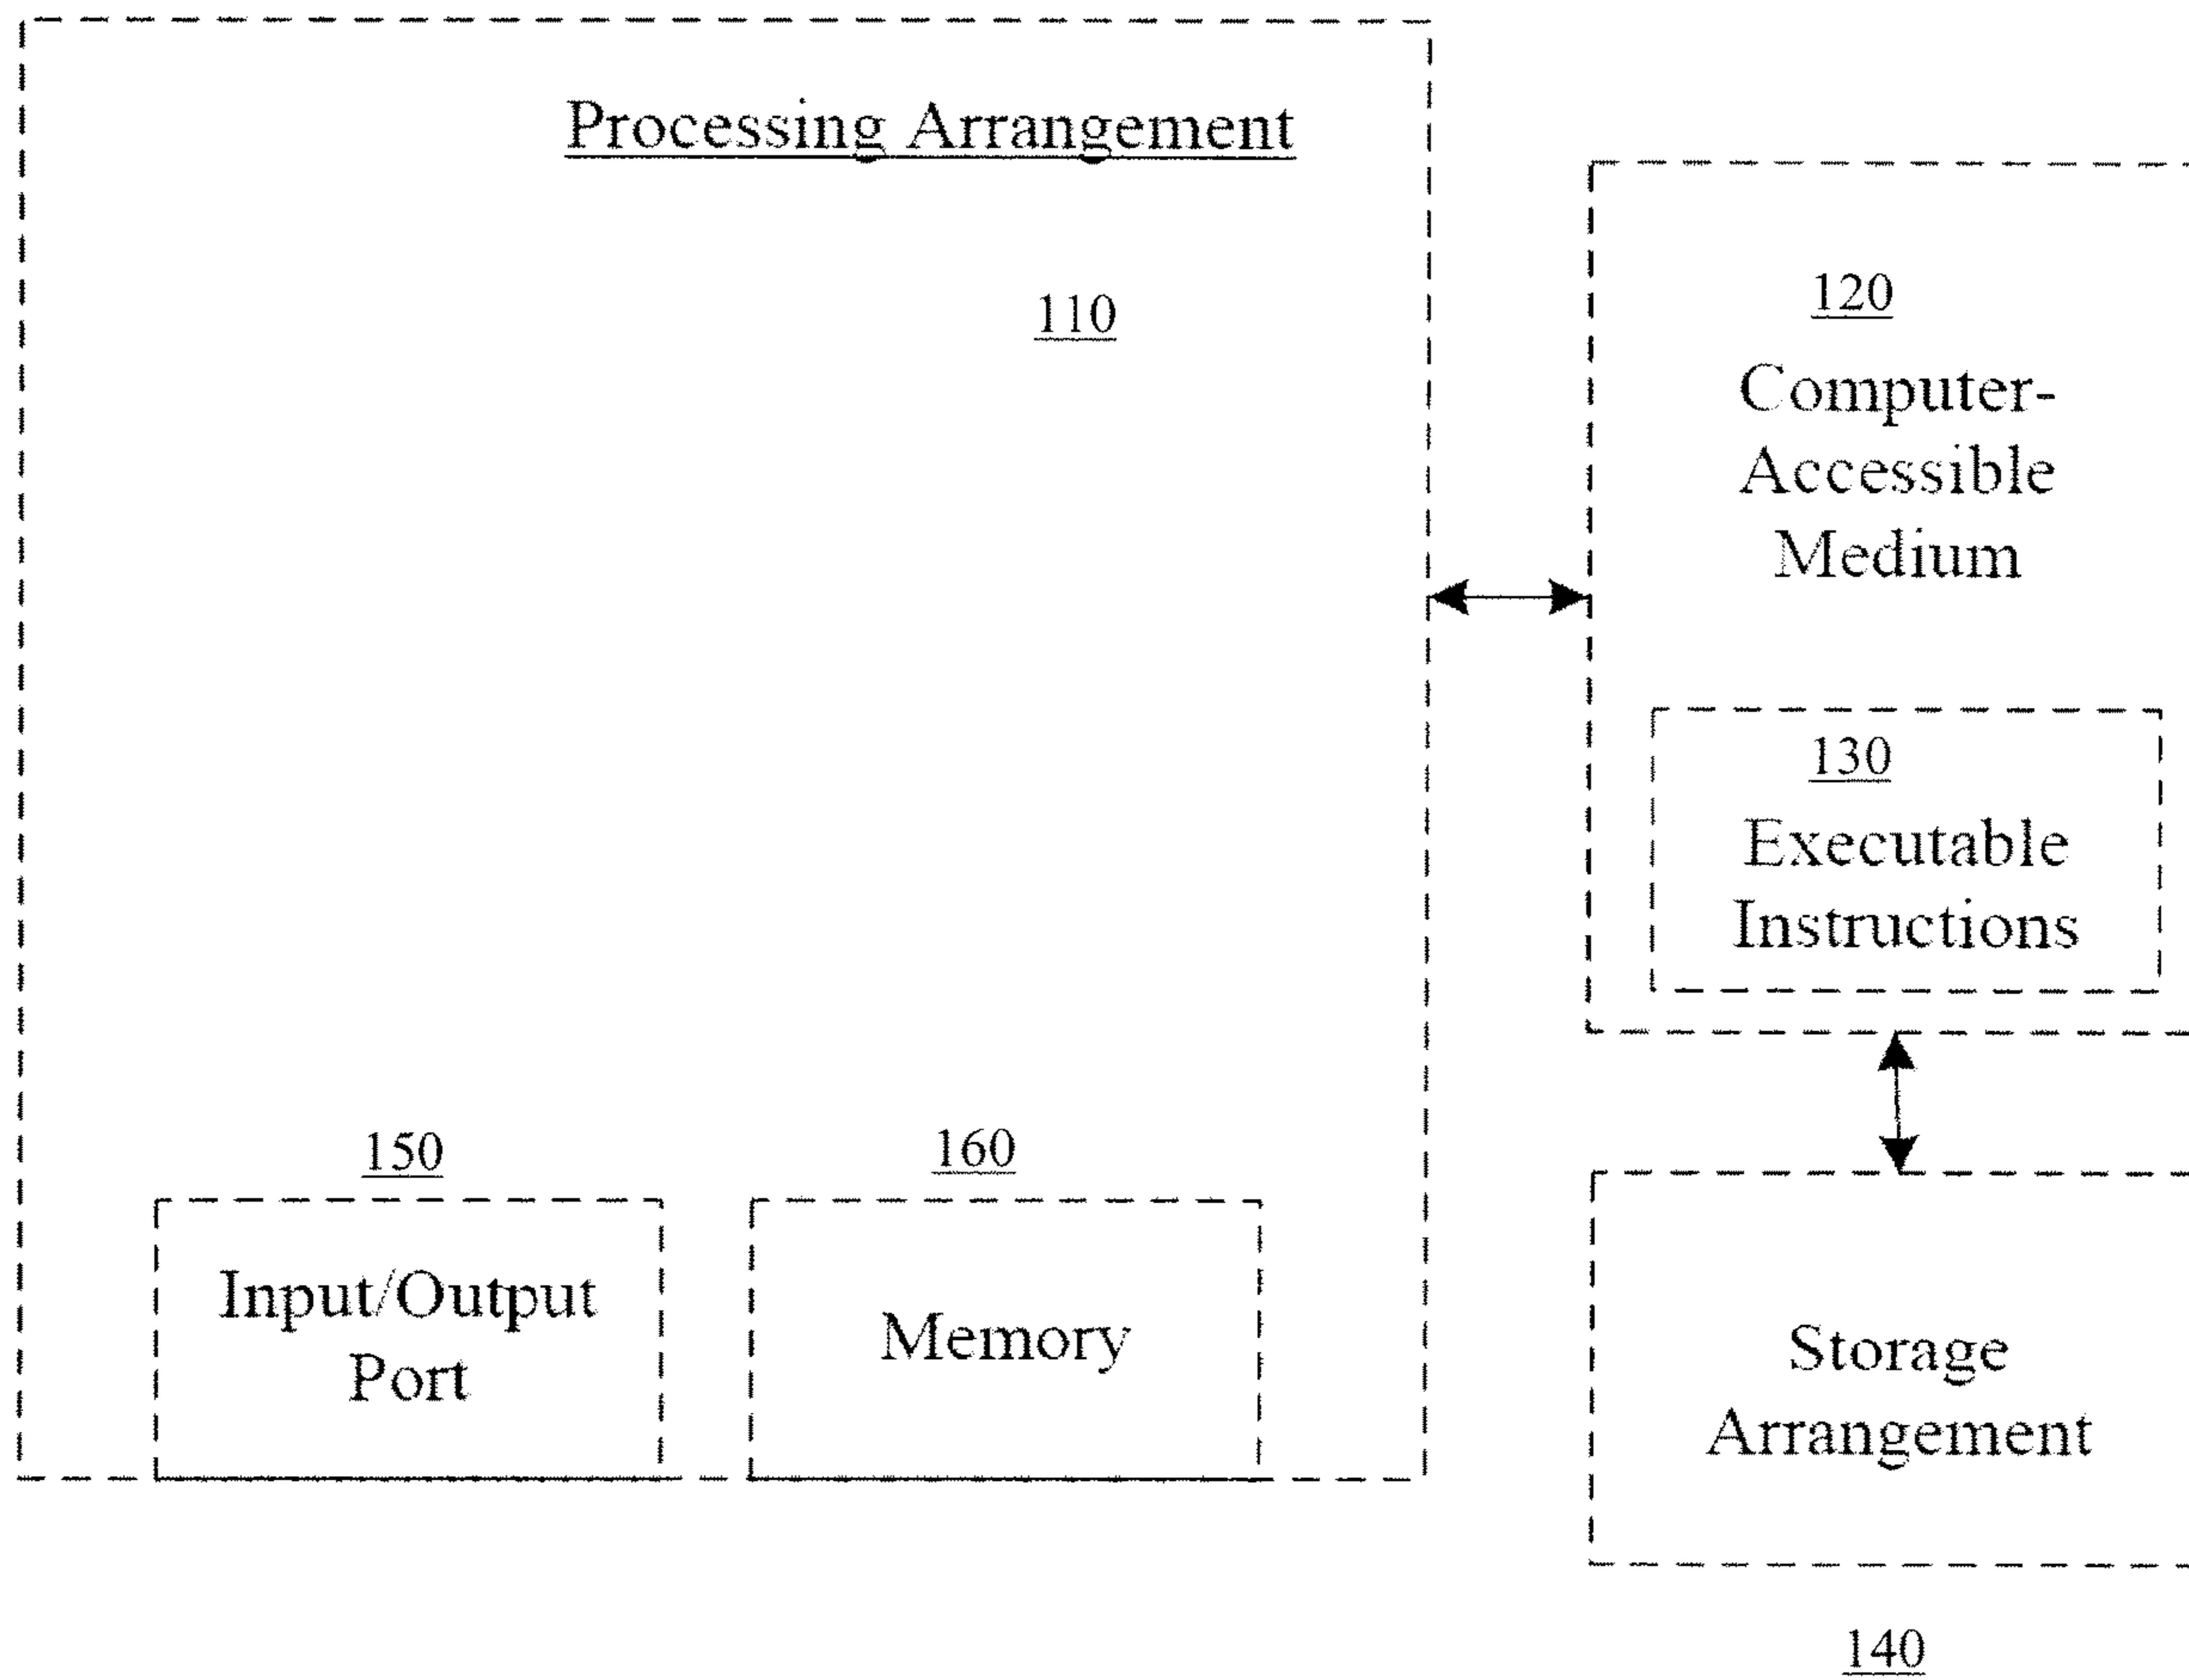 Processing Arrangement
110
120
Computer-
Accessible
Medium
130
Executable
Instructions
150
Input/Output
Port
160
Memory
Storage
Arrangement
140